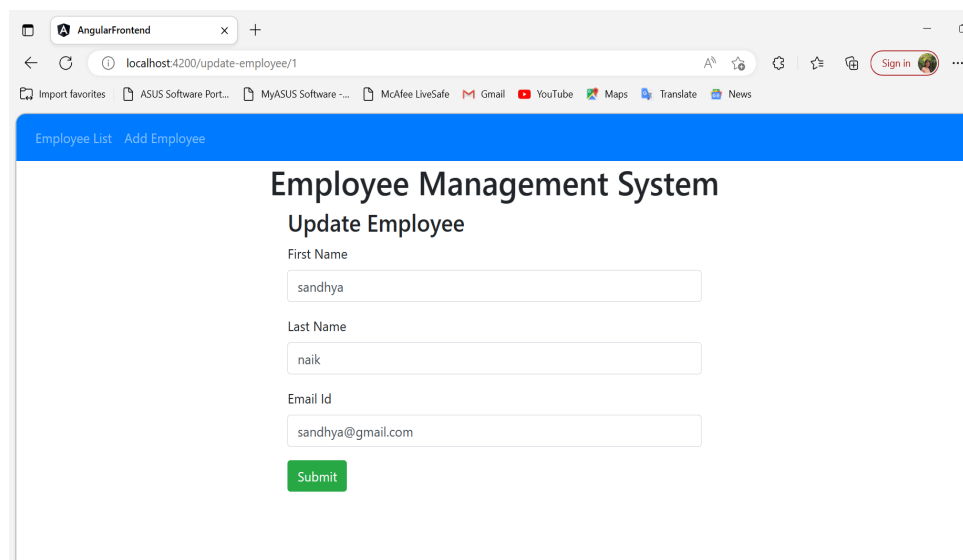 AngularFrontend
localhost:4200/update-employee/1
Sign in
Import favorites ASUS Software Port... MyASUS Software -... McAfee LiveSafe Gmail YouTube Maps Translate News
Employee List Add Employee
Employee Management System
Update Employee
First Name
sandhya
Last Name
naik
Email Id
sandhya@gmail.com
Submit